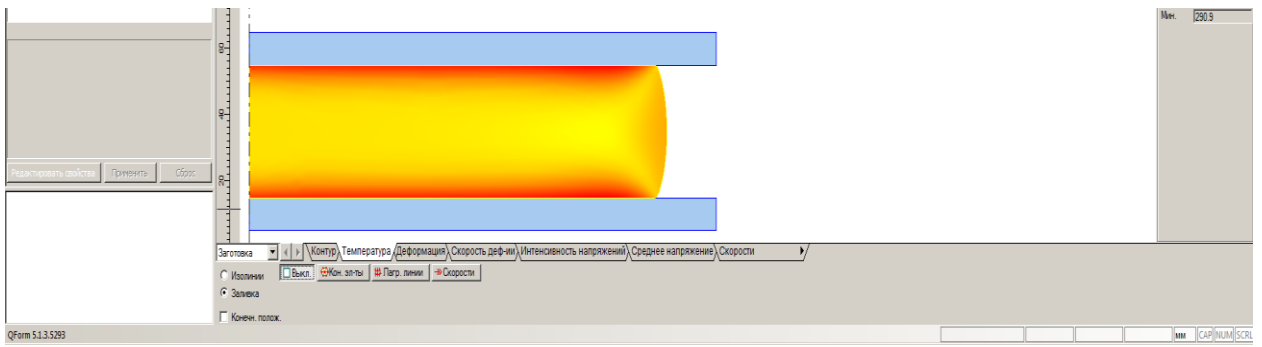 Мин. 290.9
60
40
20
Редактировать свойства Применить Сброс
Заготовка Контур Температура Деформация Скорость деф-ии Интенсивность напряжений Среднее напряжение Скорости
Изолинии Выкл. Кон. эл-ты Лагр. линии Скорости
Заливка
Конечн. полож.
QForm 5.1.3.5293 мм CAP NUM SCRL